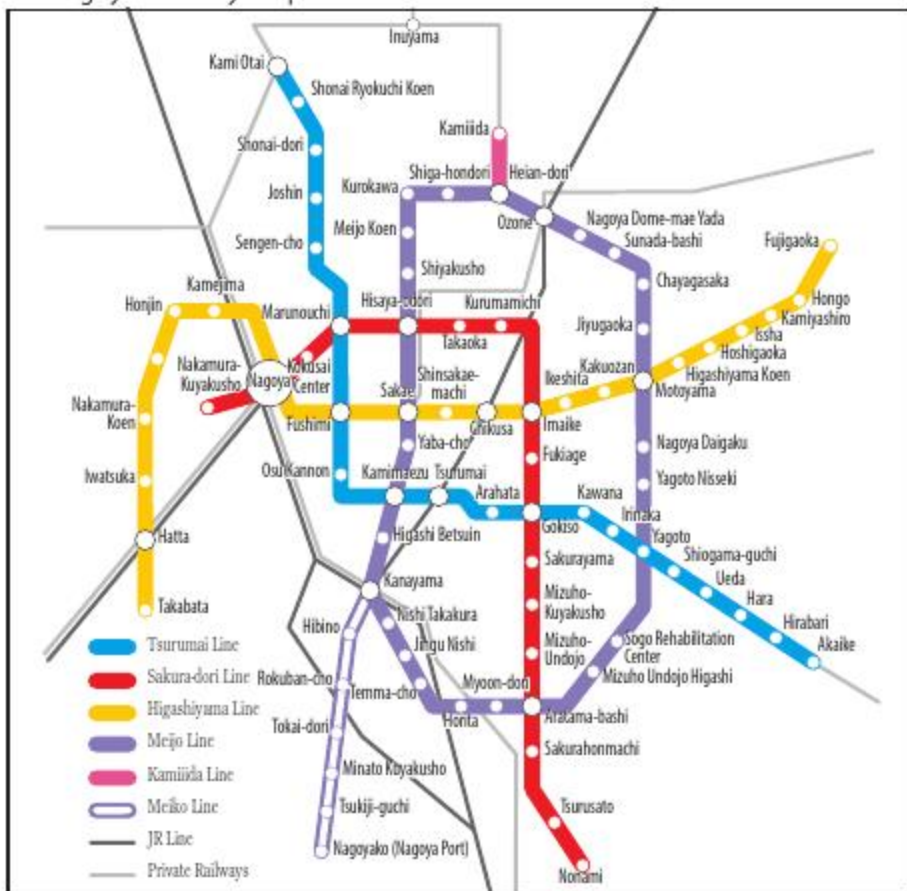 Inuyama
Kami Otai
Shonai Ryokuchi Koen
Kamiiida
Shonai-dori
Shiga-hondori
Heian-dori
Joshin
Kurokawa
Ozone
Nagoya Dome-mae Yada
Meijo Koen
Sunada-bashi
Fujigaoka
Sengen-cho
Shiyakusho
Chayagasaka
Kamejima
Honjin
Hisaya-odori
Kurumamichi
Hongo
Marunouchi
Kamiyashiro
Takaoka
Jiyugaoka
Issha
Hoshigaoka
Nakamura-
Kuyakusho
Nagoya
Kokusai
Center
Shinsakae-
machi
Ikeshita
Kakuozan
Higashiyama Koen
Motoyama
Sakae
Nakamura-
Koen
Fushimi
Chikusa
Imaike
Yaba-cho
Nagoya Daigaku
Fukiage
Iwatsuka
Osu Kannon
Kamimaezu
Tsurumai
Yagoto Nisseki
Arahata
Kawana
Irinaka
Gokiso
Yagoto
Hatta
Higashi Betsuin
Shiogama-guchi
Sakurayama
Ueda
Kanayama
Hara
Takabata
Mizuho-
Kuyakusho
Nishi Takakura
Hirabari
Hibino
Akaike
Tsurumai Line
Jingu Nishi
Mizuho-
Undojo
Sogo Rehabilitation
Center
Sakura-dori Line
Rokuban-cho
Temma-cho
Myoon-dori
Mizuho Undojo Higashi
Higashiyama Line
Tokai-dori
Horita
Aratama-bashi
Meijo Line
Sakurahonmachi
Kamiiida Line
Minato Kuyakusho
Meiko Line
Tsukiji-guchi
Tsurusato
JR Line
Nagoyako (Nagoya Port)
Private Railways
Nonami